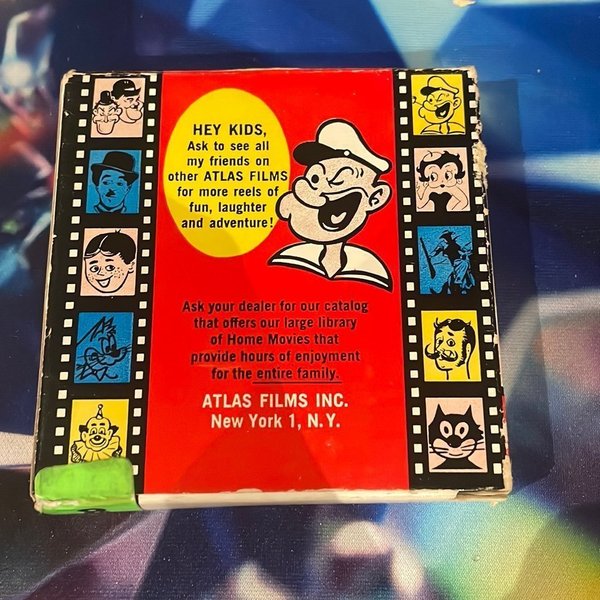 HEY KIDS,
Ask to see all
my friends on
other ATLAS FILMS
for more reels of
fun, laughter
and adventure!
Ask your dealer for our catalog
that offers our large library
of Home Movies that
provide hours of enjoyment
for the entire family.
ATLAS FILMS INC.
New York 1, N.Y.